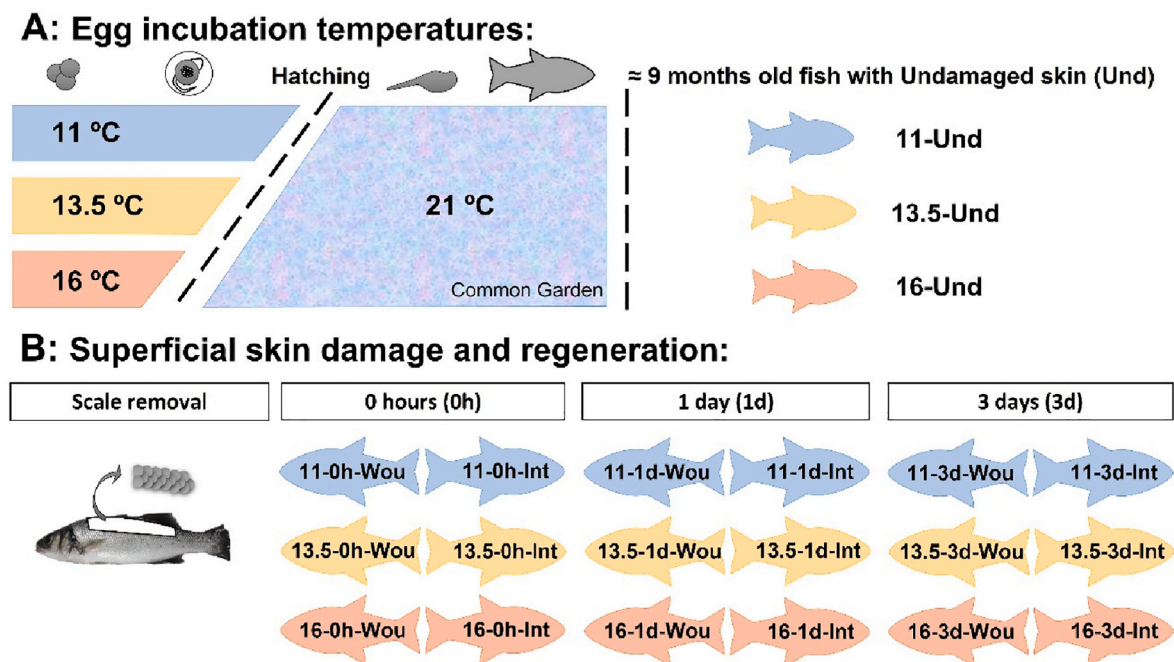 A: Egg incubation temperatures:
Hatching
≈ 9 months old fish with Undamaged skin (Und)
11 ºC
11-Und
13.5 ºC
21 ºC
13.5-Und
16 ºC
Common Garden
16-Und
B: Superficial skin damage and regeneration:
Scale removal
0 hours (0h)
1 day (1d)
3 days (3d)
11-0h-Wou
11-0h-Int
11-1d-Wou
11-1d-Int
11-3d-Wou
11-3d-Int
13.5-0h-Wou
13.5-0h-Int
13.5-1d-Wou
13.5-1d-Int
13.5-3d-Wou
13.5-3d-Int
16-0h-Wou
16-0h-Int
16-1d-Wou
16-1d-Int
16-3d-Wou
16-3d-Int